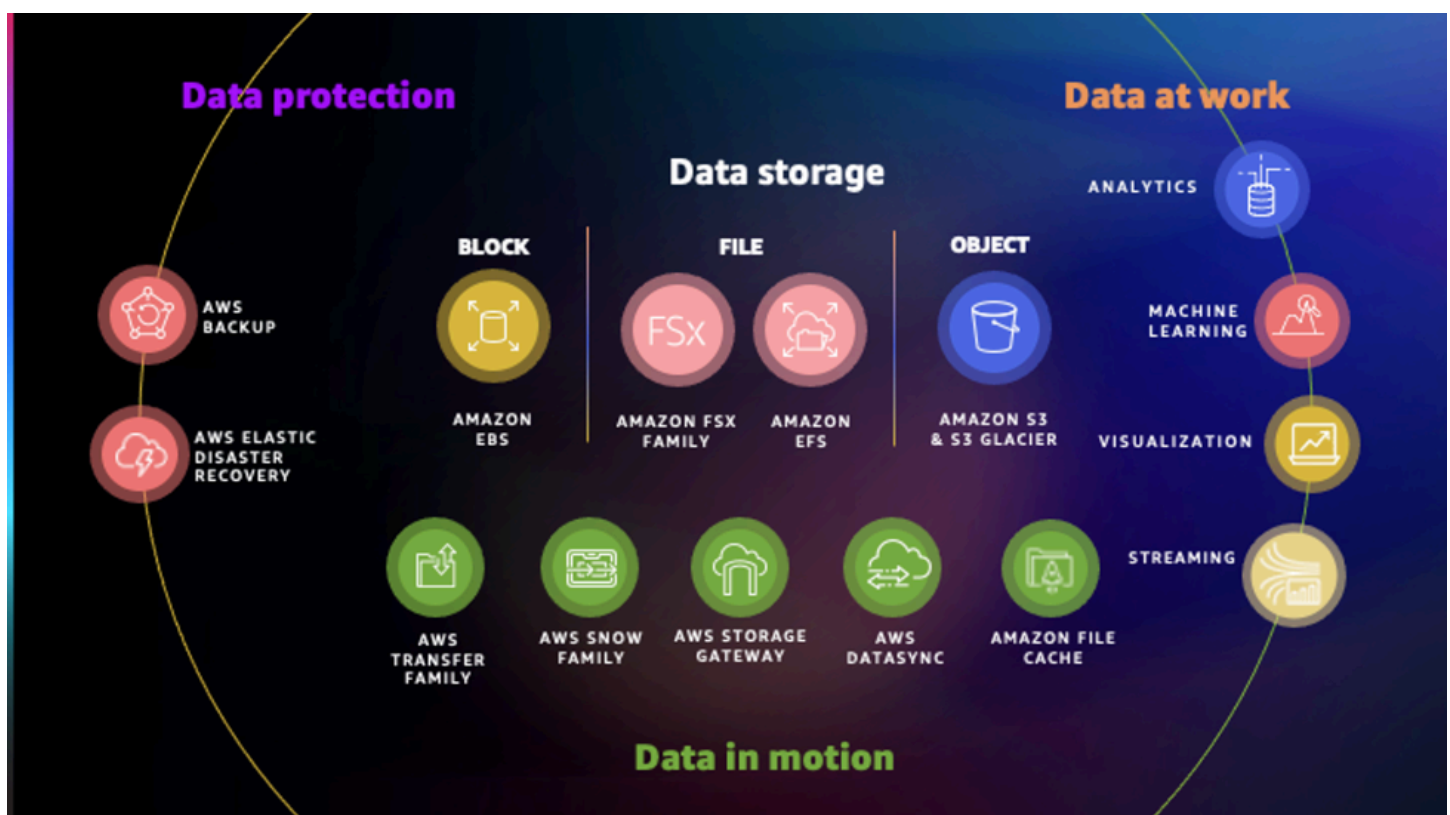 Data protection
Data at work
Data storage
ANALYTICS
BLOCK
FILE
OBJECT
AWS
BACKUP
FSx
MACHINE
LEARNING
AMAZON
EBS
AMAZON FSX
FAMILY
AMAZON
EFS
AMAZON S3
& S3 GLACIER
AWS ELASTIC
DISASTER
RECOVERY
VISUALIZATION
STREAMING
AWS
TRANSFER
FAMILY
AWS SNOW
FAMILY
AWS STORAGE
GATEWAY
AWS
DATASYNC
AMAZON FILE
CACHE
Data in motion